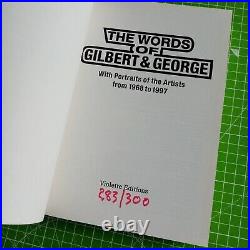 THE WORDS
OF
GILBERT & GEORGE
With Portraits of the Artists
from 1968 to 1997
Violette Editions
283/300